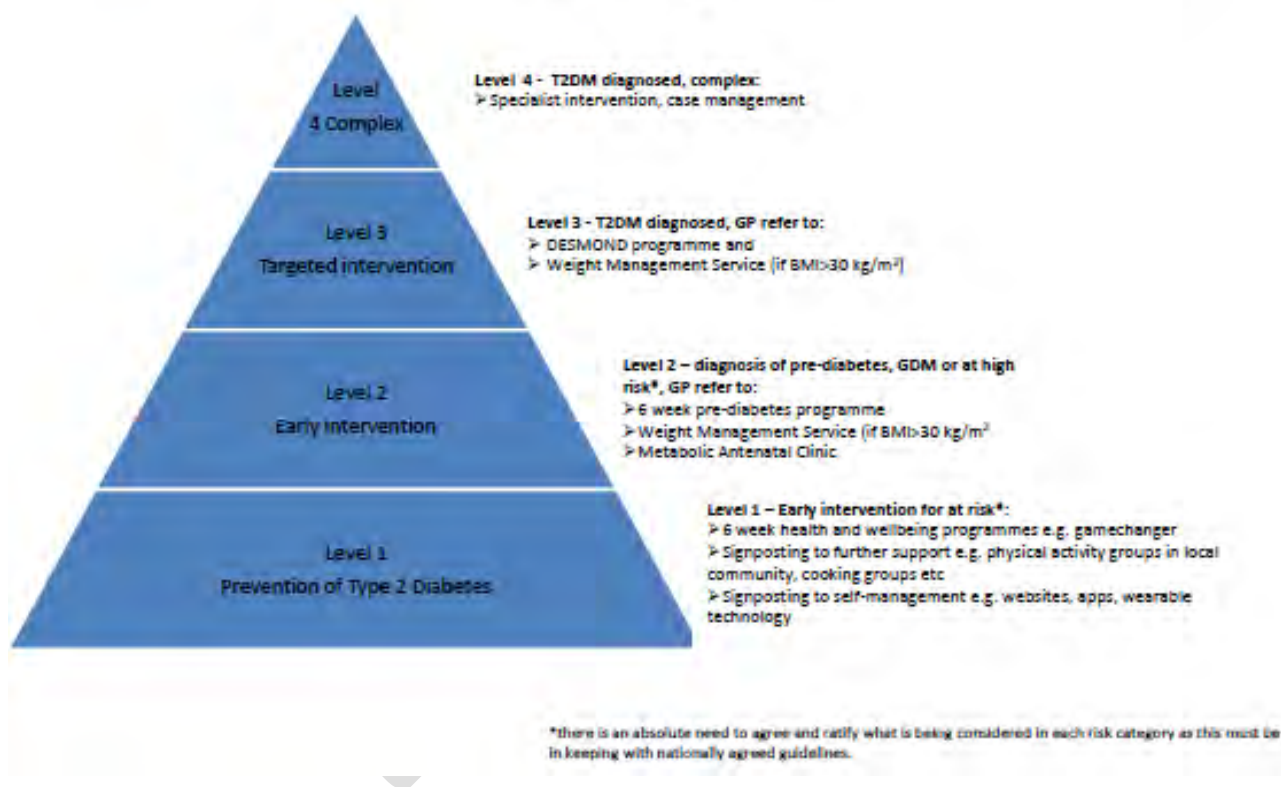 Level
4 Complex
Level 4 - T2DM diagnosed, complex:
➢ Specialist intervention, case management
Level 3
Targeted intervention
Level 3 - T2DM diagnosed, GP refer to:
➢ DESMOND programme and
➢ Weight Management Service (if BMI>30 kg/m²)
Level 2
Early intervention
Level 2 – diagnosis of pre-diabetes, GDM or at high
risk*, GP refer to:
➢ 6 week pre-diabetes programme
➢ Weight Management Service (if BMI>30 kg/m²
➢ Metabolic Antenatal Clinic
Level 1
Prevention of Type 2 Diabetes
Level 1 – Early intervention for at risk*:
➢ 6 week health and wellbeing programmes e.g. gamechanger
➢ Signposting to further support e.g. physical activity groups in local
community, cooking groups etc
➢ Signposting to self-management e.g. websites, apps, wearable
technology
*there is an absolute need to agree and ratify what is being considered in each risk category as this must be
in keeping with nationally agreed guidelines.